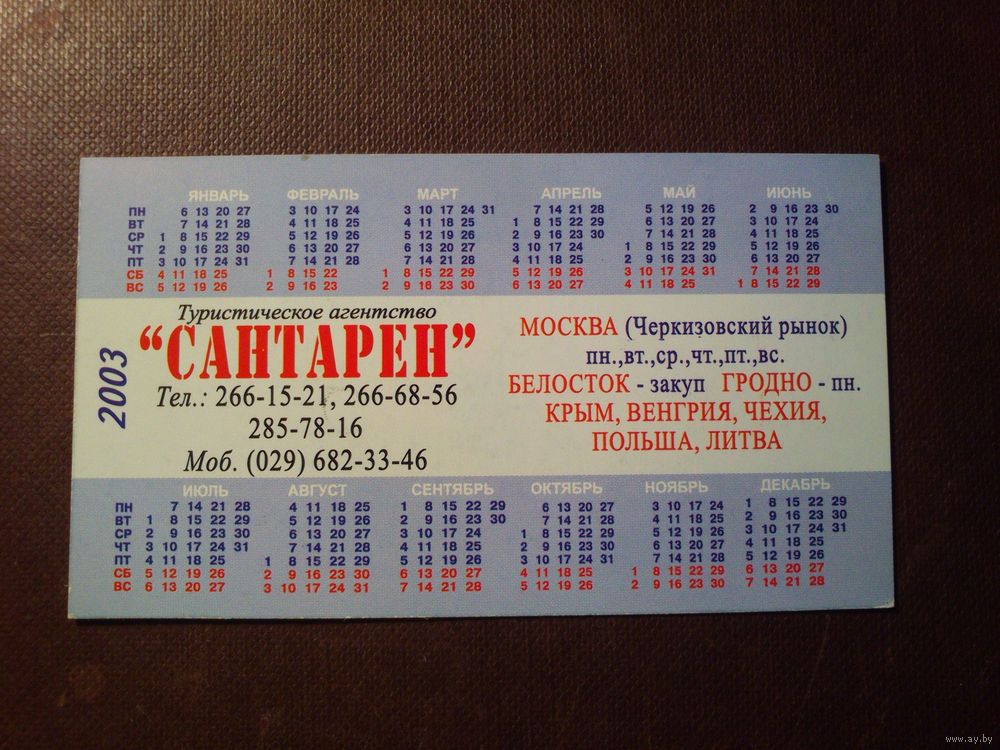 ЯНВАРЬ ФЕВРАЛЬ МАРТ АПРЕЛЬ МАЙ ИЮНЬ
ПН 6 13 20 27 3 10 17 24 3 10 17 24 31 7 14 21 28 5 12 19 26 2 9 16 23 30
ВТ 7 14 21 28 4 11 18 25 4 11 18 25 1 8 15 22 29 6 13 20 27 3 10 17 24
СР 1 8 15 22 29 5 12 19 26 5 12 19 26 2 9 16 23 30 7 14 21 28 4 11 18 25
ЧТ 2 9 16 23 30 6 13 20 27 6 13 20 27 3 10 17 24 1 8 15 22 29 5 12 19 26
ПТ 3 10 17 24 31 7 14 21 28 7 14 21 28 4 11 18 25 2 9 16 23 30 6 13 20 27
СБ 4 11 18 25 1 8 15 22 1 8 15 22 29 5 12 19 26 3 10 17 24 31 7 14 21 28
ВС 5 12 19 26 2 9 16 23 2 9 16 23 30 6 13 20 27 4 11 18 25 1 8 15 22 29
2003
Туристическое агентство
"САНТАРЕН"
Тел.: 266-15-21, 266-68-56
285-78-16
Моб. (029) 682-33-46
МОСКВА (Черкизовский рынок)
пн.,вт.,ср.,чт.,пт.,вс.
БЕЛОСТОК - закуп ГРОДНО - пн.
КРЫМ, ВЕНГРИЯ, ЧЕХИЯ,
ПОЛЬША, ЛИТВА
ИЮЛЬ АВГУСТ СЕНТЯБРЬ ОКТЯБРЬ НОЯБРЬ ДЕКАБРЬ
ПН 7 14 21 28 4 11 18 25 1 8 15 22 29 6 13 20 27 3 10 17 24 1 8 15 22 29
ВТ 1 8 15 22 29 5 12 19 26 2 9 16 23 30 7 14 21 28 4 11 18 25 2 9 16 23 30
СР 2 9 16 23 30 6 13 20 27 3 10 17 24 1 8 15 22 29 5 12 19 26 3 10 17 24 31
ЧТ 3 10 17 24 31 7 14 21 28 4 11 18 25 2 9 16 23 30 6 13 20 27 4 11 18 25
ПТ 4 11 18 25 1 8 15 22 29 5 12 19 26 3 10 17 24 31 7 14 21 28 5 12 19 26
СБ 5 12 19 26 2 9 16 23 30 6 13 20 27 4 11 18 25 1 8 15 22 29 6 13 20 27
ВС 6 13 20 27 3 10 17 24 31 7 14 21 28 5 12 19 26 2 9 16 23 30 7 14 21 28
www.ay.by